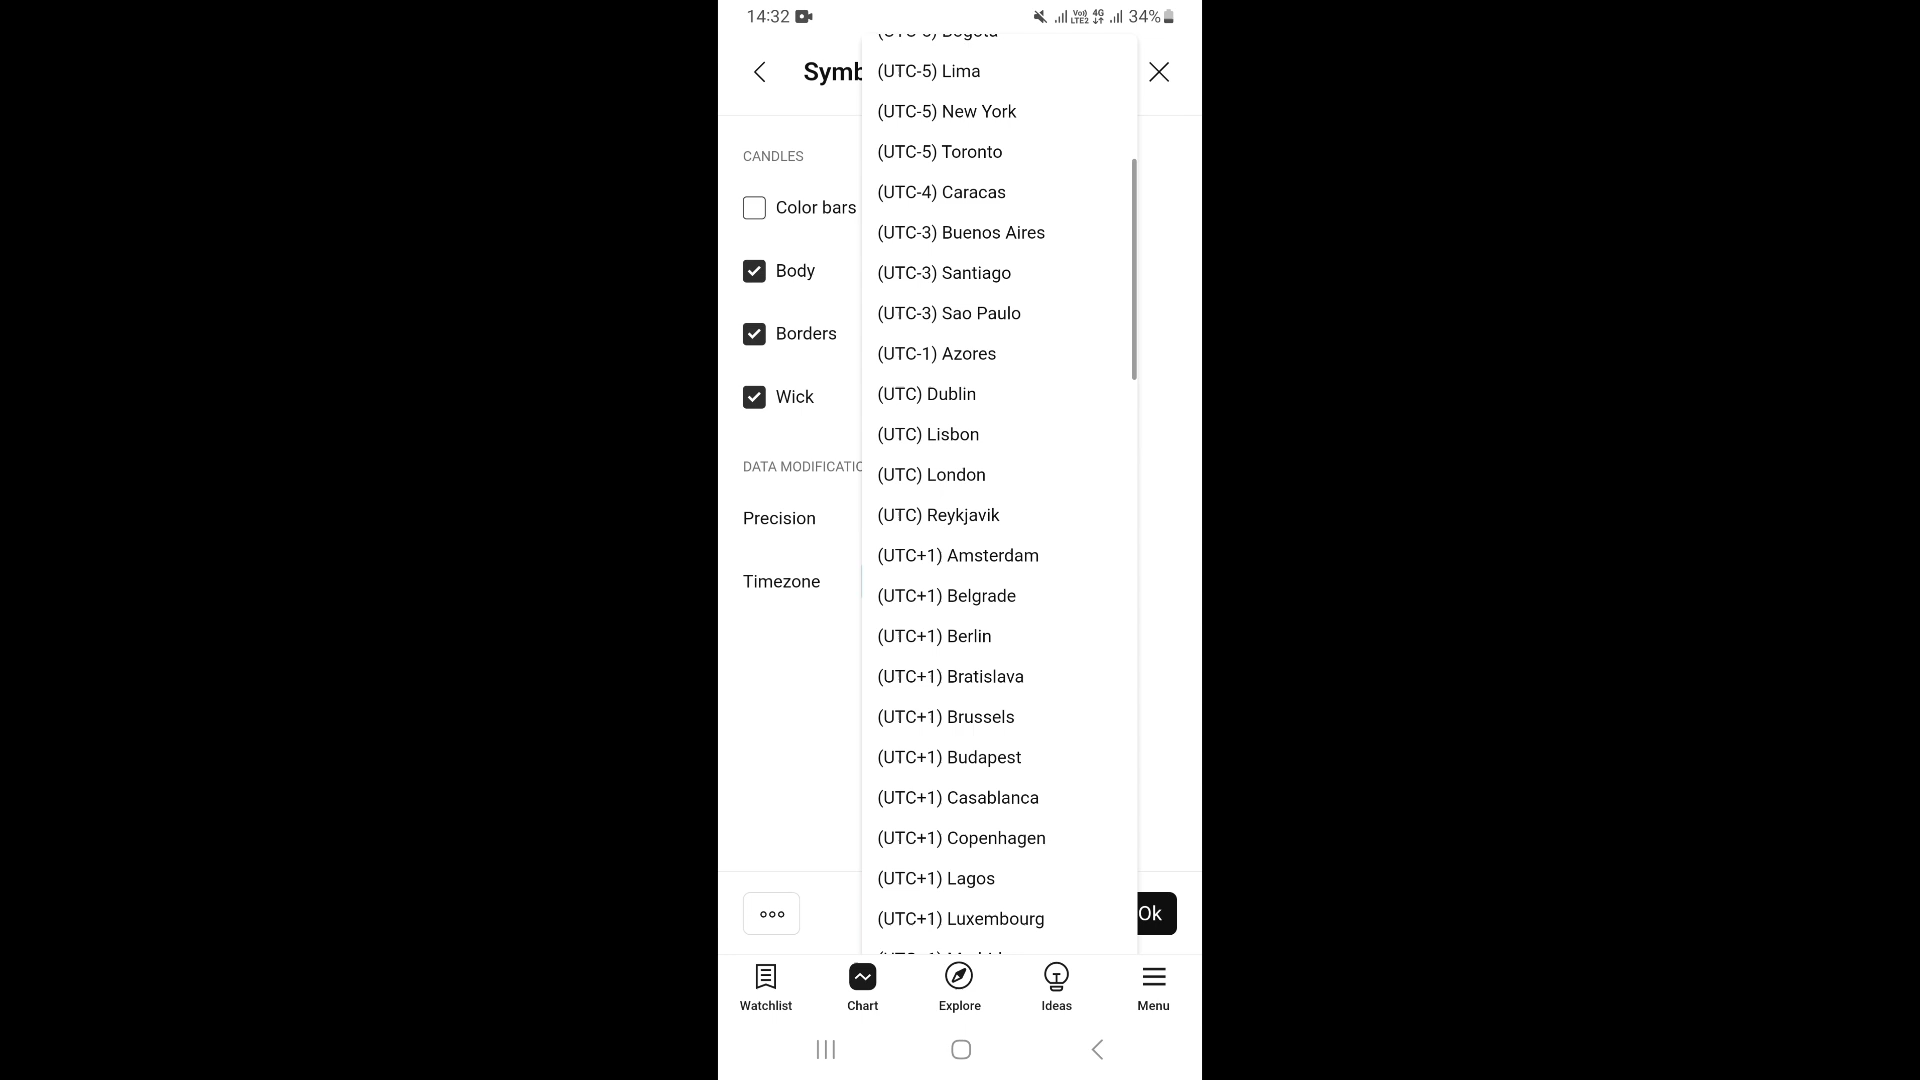 14:32
Vo)) LTE2 4G 34%
Symb
(UTC-5) Lima
(UTC-5) New York
(UTC-5) Toronto
(UTC-4) Caracas
(UTC-3) Buenos Aires
(UTC-3) Santiago
(UTC-3) Sao Paulo
(UTC-1) Azores
(UTC) Dublin
(UTC) Lisbon
(UTC) London
(UTC) Reykjavik
(UTC+1) Amsterdam
(UTC+1) Belgrade
(UTC+1) Berlin
(UTC+1) Bratislava
(UTC+1) Brussels
(UTC+1) Budapest
(UTC+1) Casablanca
(UTC+1) Copenhagen
(UTC+1) Lagos
(UTC+1) Luxembourg
CANDLES
Color bars
Body
Borders
Wick
DATA MODIFICATIO
Precision
Timezone
Ok
Watchlist
Chart
Explore
Ideas
Menu